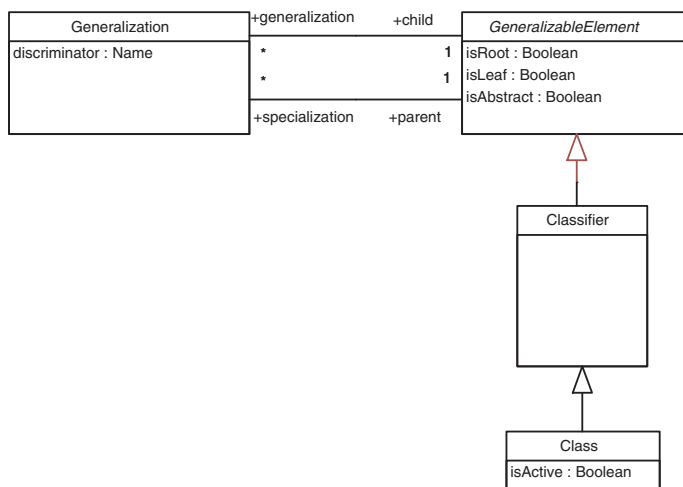 Generalization
discriminator : Name
+generalization
+child
*
1
*
1
+specialization
+parent
GeneralizableElement
isRoot : Boolean
isLeaf : Boolean
isAbstract : Boolean
Classifier
Class
isActive : Boolean